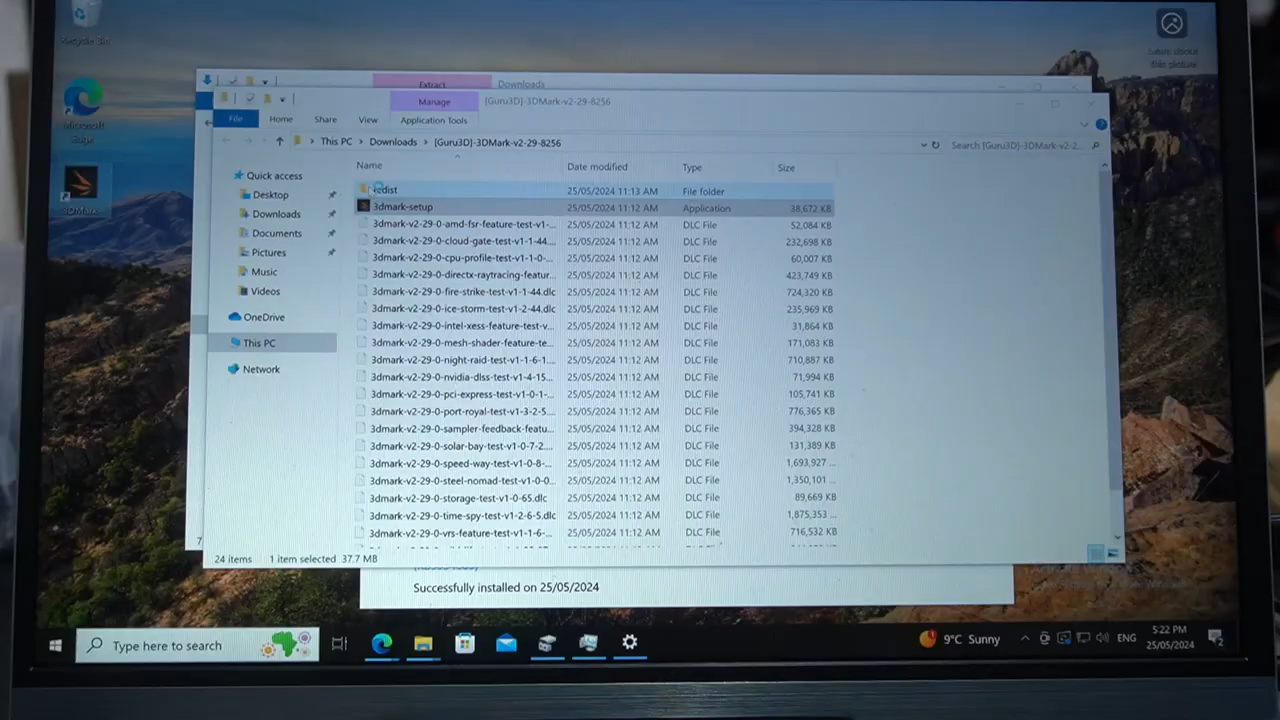 Recycle Bin
Extract
Downloads
Manage
[Guru3D]-3DMark-v2-29-8256
File
Home
Share
View
Application Tools
This PC > Downloads > [Guru3D]-3DMark-v2-29-8256
Search [Guru3D]-3DMark-v2-2...
Microsoft
Edge
3DMark
Quick access
Desktop
Downloads
Documents
Pictures
Music
Videos
OneDrive
This PC
Network
Name Date modified Type Size
redist 25/05/2024 11:13 AM File folder
3dmark-setup 25/05/2024 11:12 AM Application 38,672 KB
3dmark-v2-29-0-amd-fsr-feature-test-v1-... 25/05/2024 11:12 AM DLC File 52,084 KB
3dmark-v2-29-0-cloud-gate-test-v1-1-44.... 25/05/2024 11:12 AM DLC File 232,698 KB
3dmark-v2-29-0-cpu-profile-test-v1-1-0-... 25/05/2024 11:12 AM DLC File 60,007 KB
3dmark-v2-29-0-directx-raytracing-featur... 25/05/2024 11:12 AM DLC File 423,749 KB
3dmark-v2-29-0-fire-strike-test-v1-1-44.dlc 25/05/2024 11:12 AM DLC File 724,320 KB
3dmark-v2-29-0-ice-storm-test-v1-2-44.dlc 25/05/2024 11:12 AM DLC File 235,969 KB
3dmark-v2-29-0-intel-xess-feature-test-v... 25/05/2024 11:12 AM DLC File 31,864 KB
3dmark-v2-29-0-mesh-shader-feature-te... 25/05/2024 11:12 AM DLC File 171,083 KB
3dmark-v2-29-0-night-raid-test-v1-1-6-1.... 25/05/2024 11:12 AM DLC File 710,887 KB
3dmark-v2-29-0-nvidia-dlss-test-v1-4-15.... 25/05/2024 11:12 AM DLC File 71,994 KB
3dmark-v2-29-0-pci-express-test-v1-0-1-... 25/05/2024 11:12 AM DLC File 105,741 KB
3dmark-v2-29-0-port-royal-test-v1-3-2-5.... 25/05/2024 11:12 AM DLC File 776,365 KB
3dmark-v2-29-0-sampler-feedback-featu... 25/05/2024 11:12 AM DLC File 394,328 KB
3dmark-v2-29-0-solar-bay-test-v1-0-7-2.... 25/05/2024 11:12 AM DLC File 131,389 KB
3dmark-v2-29-0-speed-way-test-v1-0-8-... 25/05/2024 11:12 AM DLC File 1,693,927 ...
3dmark-v2-29-0-steel-nomad-test-v1-0-0... 25/05/2024 11:12 AM DLC File 1,350,101 ...
3dmark-v2-29-0-storage-test-v1-0-65.dlc 25/05/2024 11:12 AM DLC File 89,669 KB
3dmark-v2-29-0-time-spy-test-v1-2-6-5.dlc 25/05/2024 11:12 AM DLC File 1,875,353 ...
3dmark-v2-29-0-vrs-feature-test-v1-1-6-... 25/05/2024 11:12 AM DLC File 716,532 KB
7
24 items 1 item selected 37.7 MB
Successfully installed on 25/05/2024
Type here to search
9°C Sunny
ENG
5:22 PM
25/05/2024
2